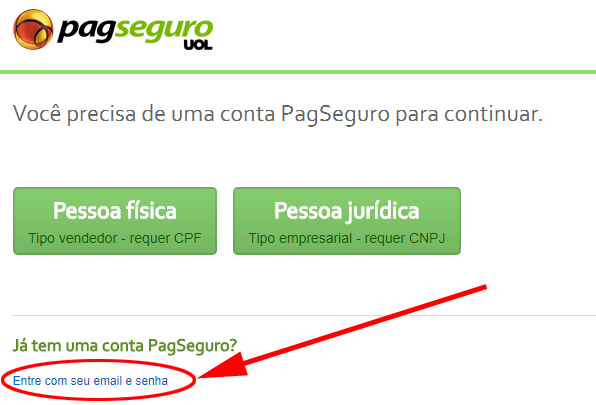 pagseguro
UOL
Você precisa de uma conta PagSeguro para continuar.
Pessoa física
Tipo vendedor - requer CPF
Pessoa jurídica
Tipo empresarial - requer CNPJ
Já tem uma conta PagSeguro?
Entre com seu email e senha